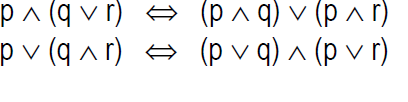 p ∧ (q ∨ r) ⇔ (p ∧ q) ∨ (p ∧ r)
p ∨ (q ∧ r) ⇔ (p ∨ q) ∧ (p ∨ r)